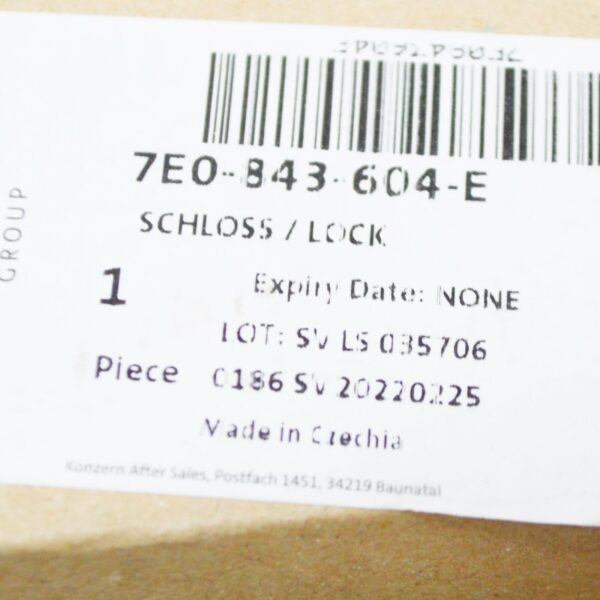 7E0-843-604-E
SCHLOSS / LOCK
GROUP
1
Expiry Date: NONE
LOT: SV LS 035706
Piece
0186 SV 20220225
Made in Czechia
Konzern After Sales, Postfach 1451, 34219 Baunatal